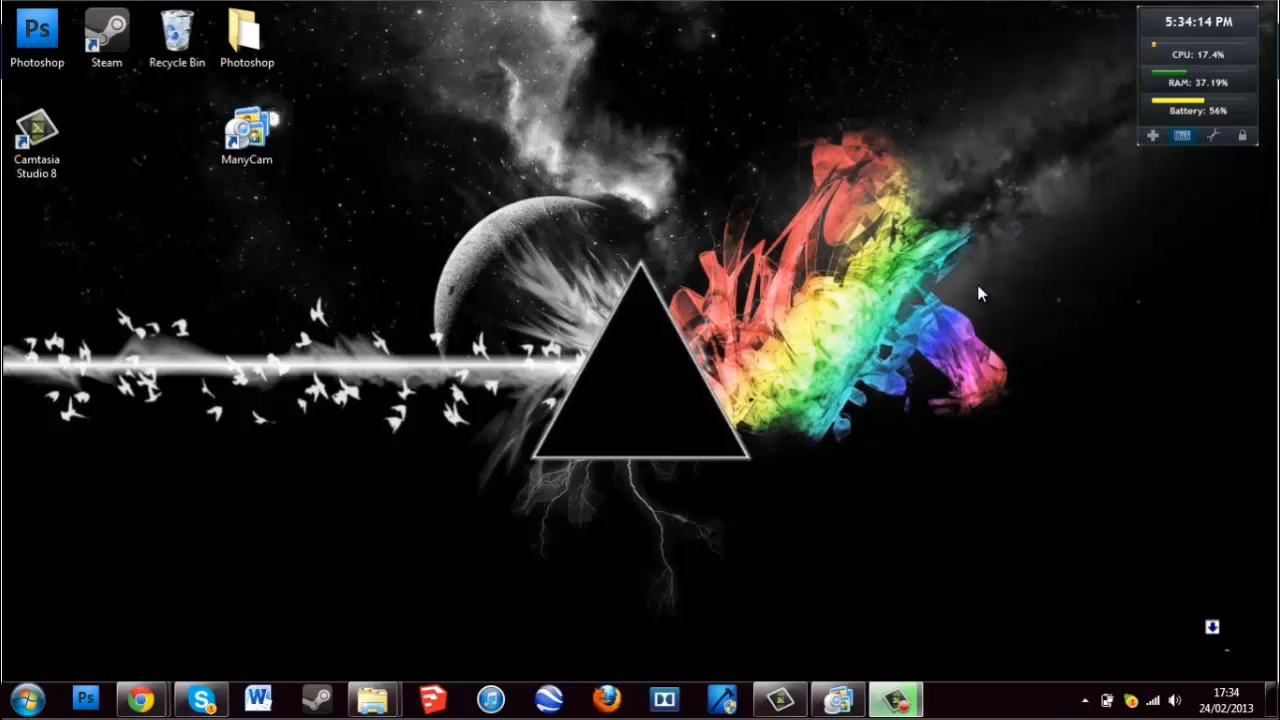 Ps
Photoshop
Steam
Recycle Bin
Photoshop
Camtasia
Studio 8
ManyCam
5:34:14 PM
CPU: 17.4%
RAM: 37.19%
Battery: 56%
Ps
S
W
17:34
24/02/2013